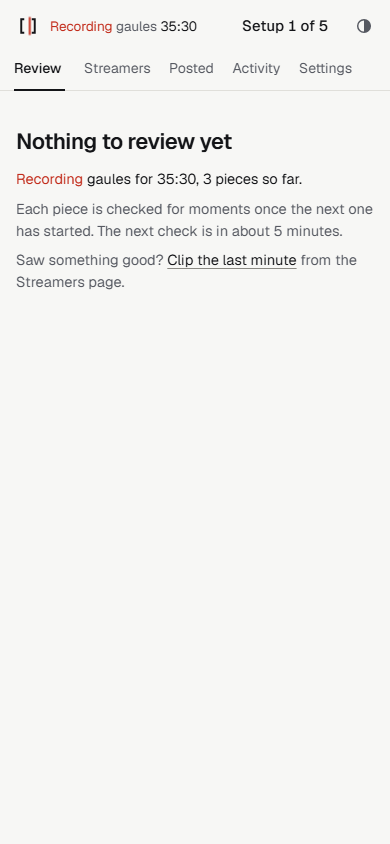 Recording gaules 35:30
Setup 1 of 5
Review Streamers Posted Activity Settings
Nothing to review yet
Recording gaules for 35:30, 3 pieces so far.
Each piece is checked for moments once the next one
has started. The next check is in about 5 minutes.
Saw something good? Clip the last minute from the
Streamers page.